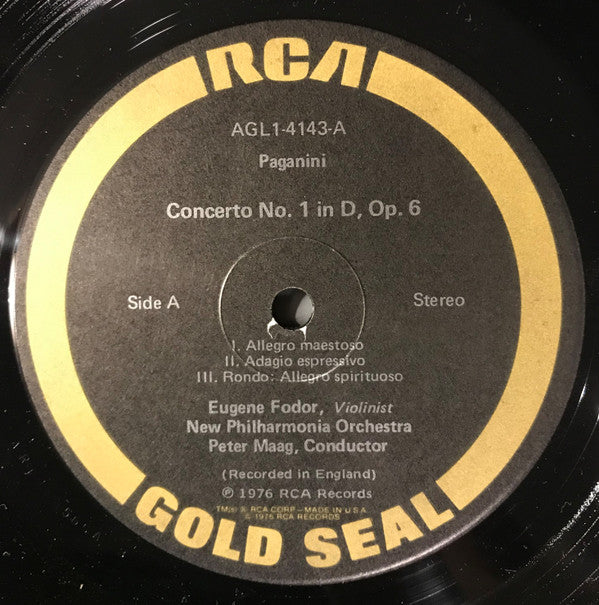 RCA
AGL1-4143-A
Paganini
Concerto No. 1 in D, Op. 6
Side A
Stereo
I. Allegro maestoso
II. Adagio espressivo
III. Rondo: Allegro spirituoso
Eugene Fodor, Violinist
New Philharmonia Orchestra
Peter Maag, Conductor
(Recorded in England)
℗ 1976 RCA Records
TM(s) ® RCA CORP – MADE IN U.S.A.
© 1976 RCA RECORDS
GOLD SEAL